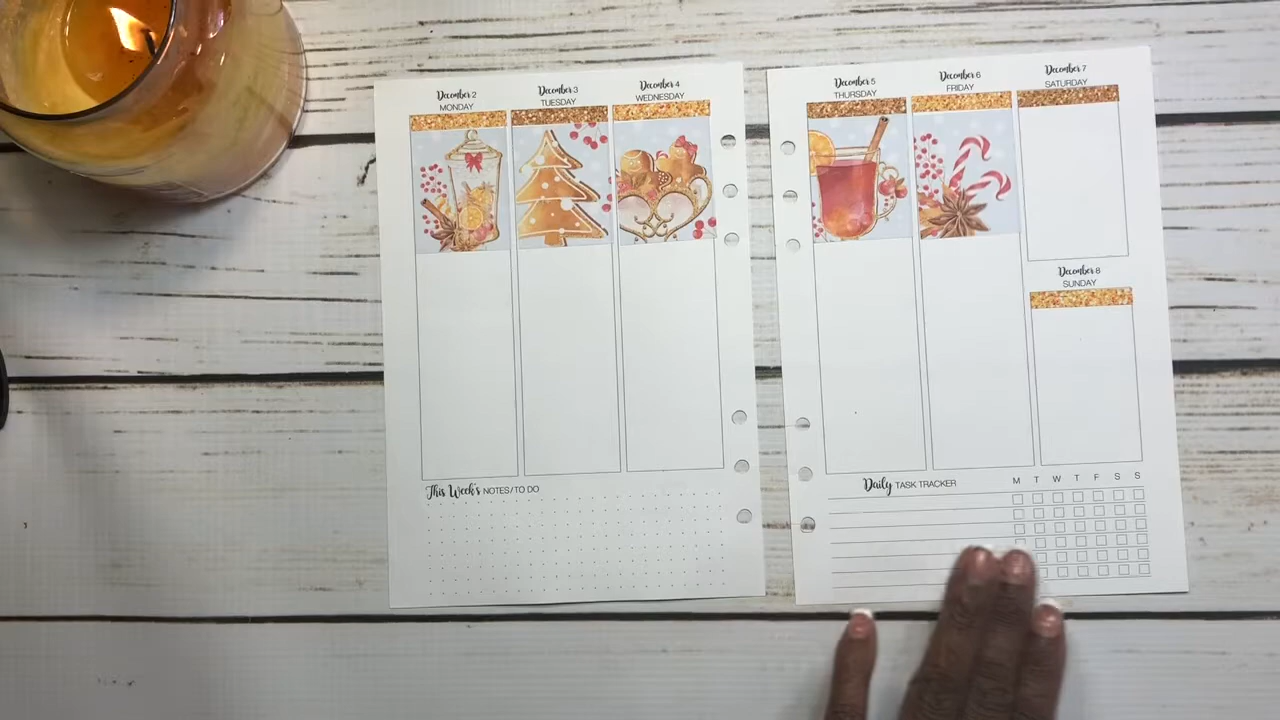 December 2
MONDAY
December 3
TUESDAY
December 4
WEDNESDAY
This Week's NOTES/TO DO
December 5
THURSDAY
December 6
FRIDAY
December 7
SATURDAY
December 8
SUNDAY
Daily TASK TRACKER M T W T F S S